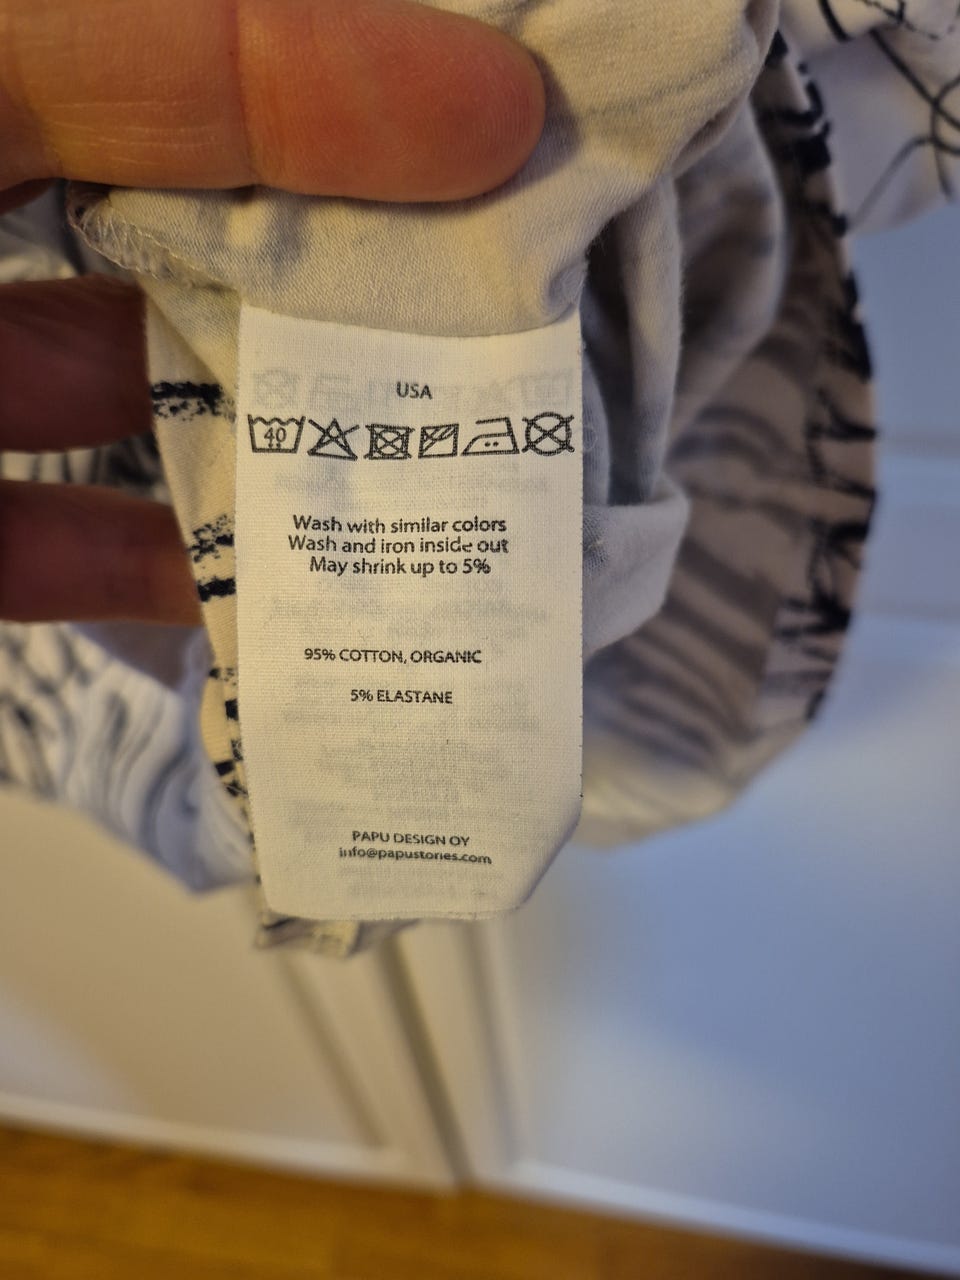 USA
40
Wash with similar colors
Wash and iron inside out
May shrink up to 5%
95% COTTON, ORGANIC
5% ELASTANE
PAPU DESIGN OY
info@papustories.com